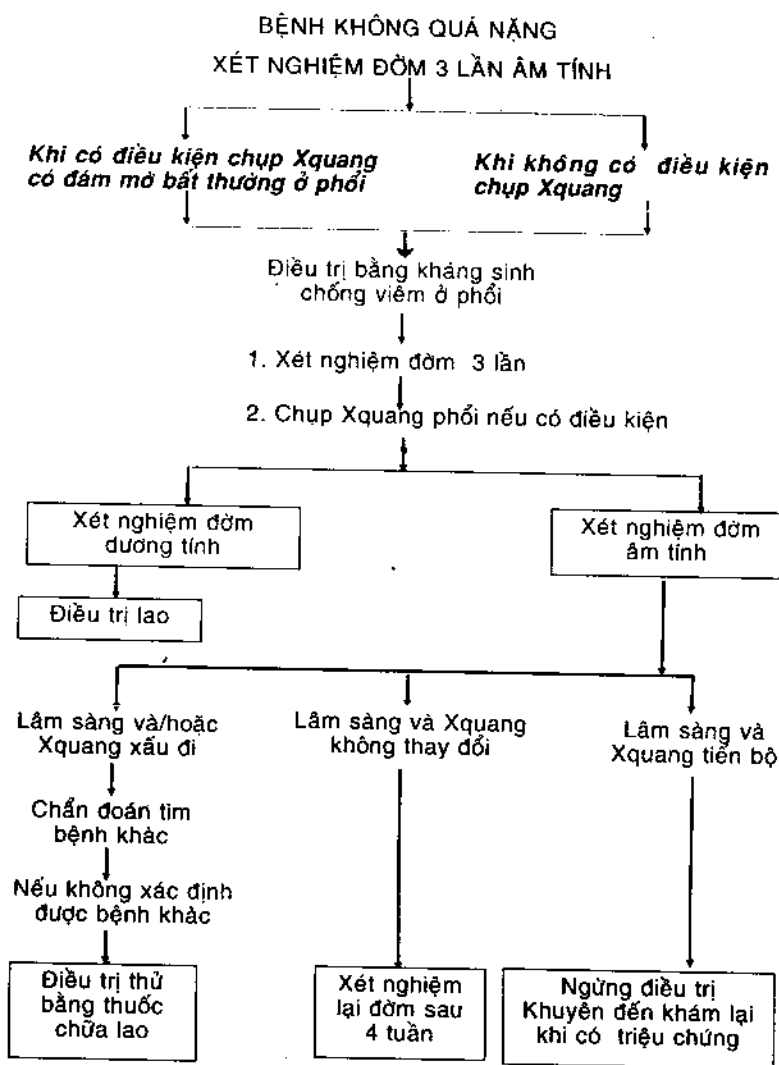 BỆNH KHÔNG QUÁ NẶNG
XÉT NGHIỆM ĐỜM 3 LẦN ÂM TÍNH
Khi có điều kiện chụp Xquang
có đám mờ bất thường ở phổi
Khi không có điều kiện
chụp Xquang
Điều trị bằng kháng sinh
chống viêm ở phổi
1. Xét nghiệm đờm 3 lần
2. Chụp Xquang phổi nếu có điều kiện
Xét nghiệm đờm
dương tính
Xét nghiệm đờm
âm tính
Điều trị lao
Lâm sàng và/hoặc
Xquang xấu đi
Lâm sàng và Xquang
không thay đổi
Lâm sàng và
Xquang tiến bộ
Chẩn đoán tìm
bệnh khác
Nếu không xác định
được bệnh khác
Điều trị thử
bằng thuốc
chữa lao
Xét nghiệm
lại đờm sau
4 tuần
Ngừng điều trị
Khuyên đến khám lại
khi có triệu chứng